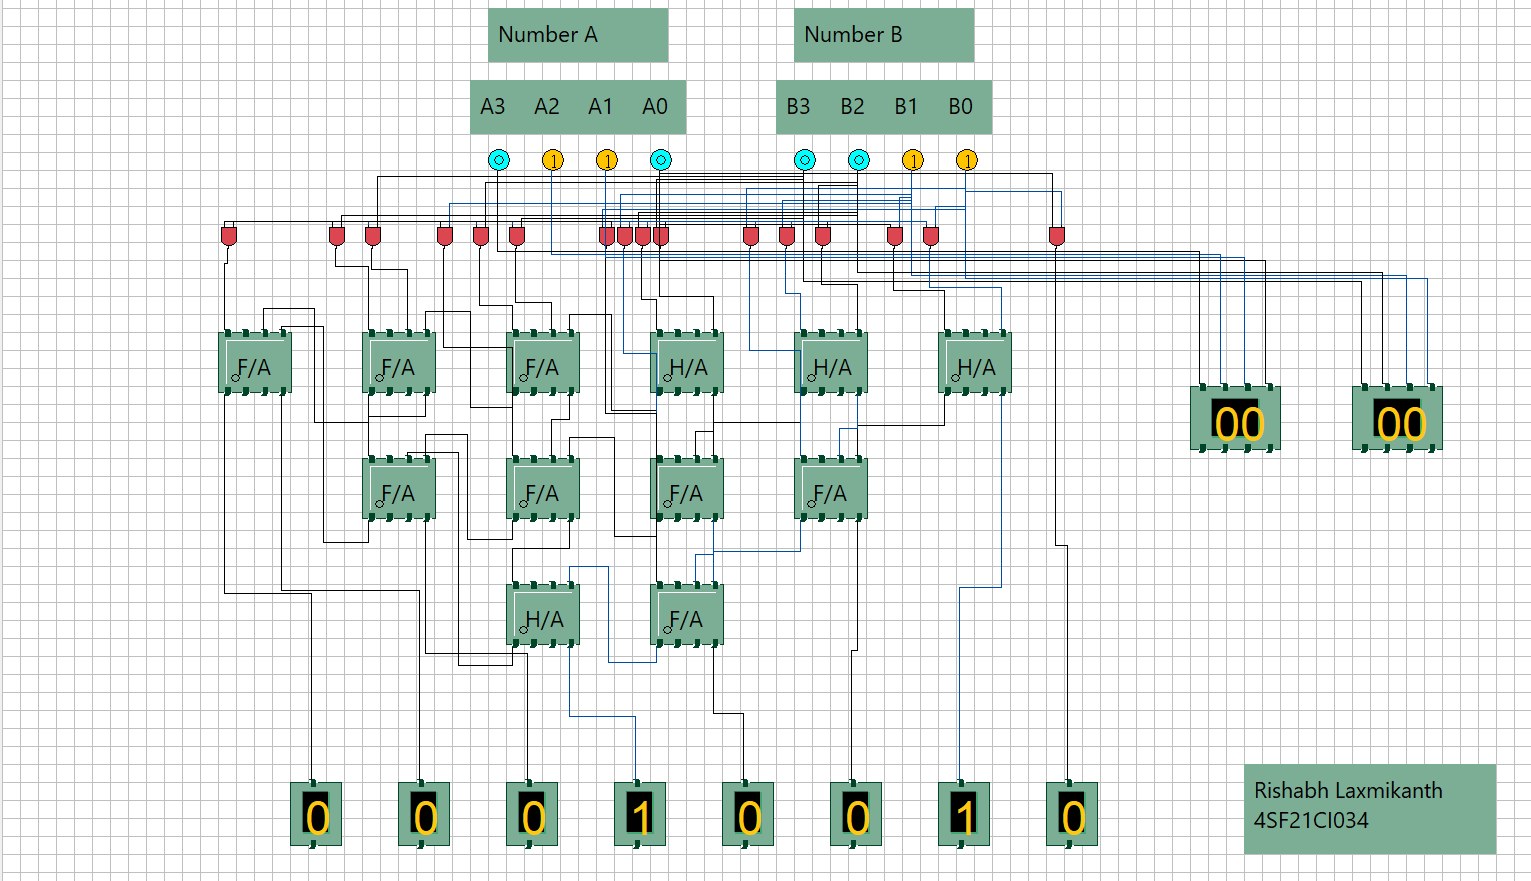 Number A
Number B
A3 A2 A1 A0
B3 B2 B1 B0
0 1 1 0
0 0 1 1
F/A F/A F/A H/A H/A H/A
00 00
F/A F/A F/A F/A
H/A F/A
0 0 0 1 0 0 1 0
Rishabh Laxmikanth
4SF21CI034